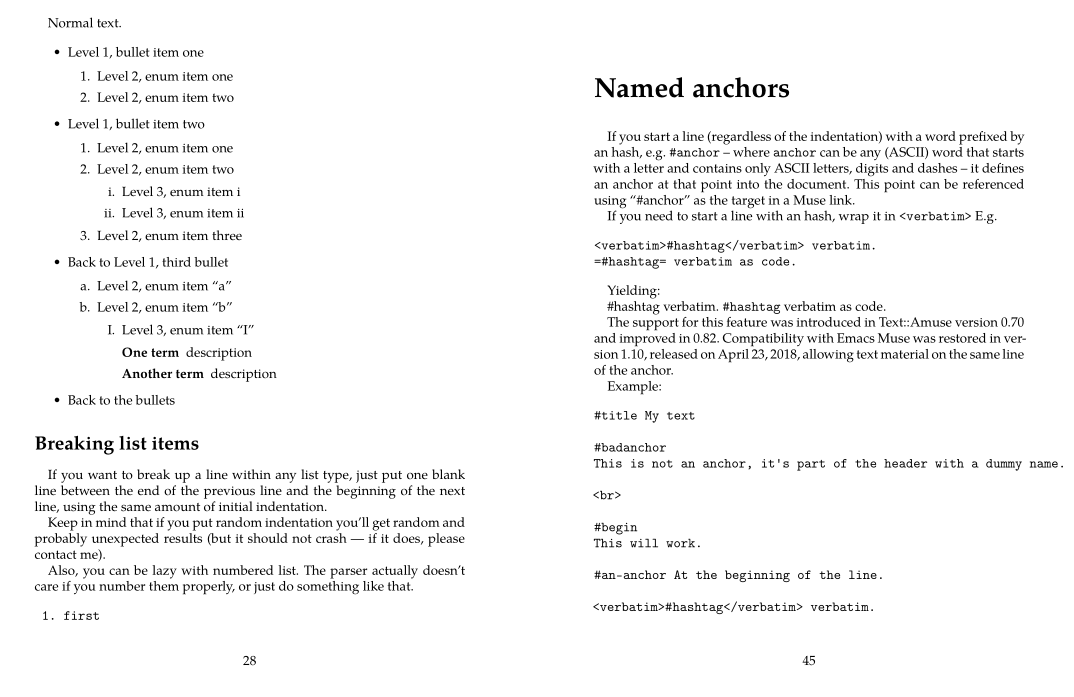 Normal text.
• Level 1, bullet item one
1. Level 2, enum item one
2. Level 2, enum item two
• Level 1, bullet item two
1. Level 2, enum item one
2. Level 2, enum item two
i. Level 3, enum item i
ii. Level 3, enum item ii
3. Level 2, enum item three
• Back to Level 1, third bullet
a. Level 2, enum item “a”
b. Level 2, enum item “b”
I. Level 3, enum item “I”
One term description
Another term description
• Back to the bullets
Breaking list items
If you want to break up a line within any list type, just put one blank
line between the end of the previous line and the beginning of the next
line, using the same amount of initial indentation.
Keep in mind that if you put random indentation you’ll get random and
probably unexpected results (but it should not crash — if it does, please
contact me).
Also, you can be lazy with numbered list. The parser actually doesn’t
care if you number them properly, or just do something like that.
1. first
28
Named anchors
If you start a line (regardless of the indentation) with a word prefixed by
an hash, e.g. #anchor – where anchor can be any (ASCII) word that starts
with a letter and contains only ASCII letters, digits and dashes – it defines
an anchor at that point into the document. This point can be referenced
using “#anchor” as the target in a Muse link.
If you need to start a line with an hash, wrap it in <verbatim> E.g.
<verbatim>#hashtag</verbatim> verbatim.
=#hashtag= verbatim as code.
Yielding:
#hashtag verbatim. #hashtag verbatim as code.
The support for this feature was introduced in Text::Amuse version 0.70
and improved in 0.82. Compatibility with Emacs Muse was restored in ver-
sion 1.10, released on April 23, 2018, allowing text material on the same line
of the anchor.
Example:
#title My text
#badanchor
This is not an anchor, it's part of the header with a dummy name.
<br>
#begin
This will work.
#an-anchor At the beginning of the line.
<verbatim>#hashtag</verbatim> verbatim.
45